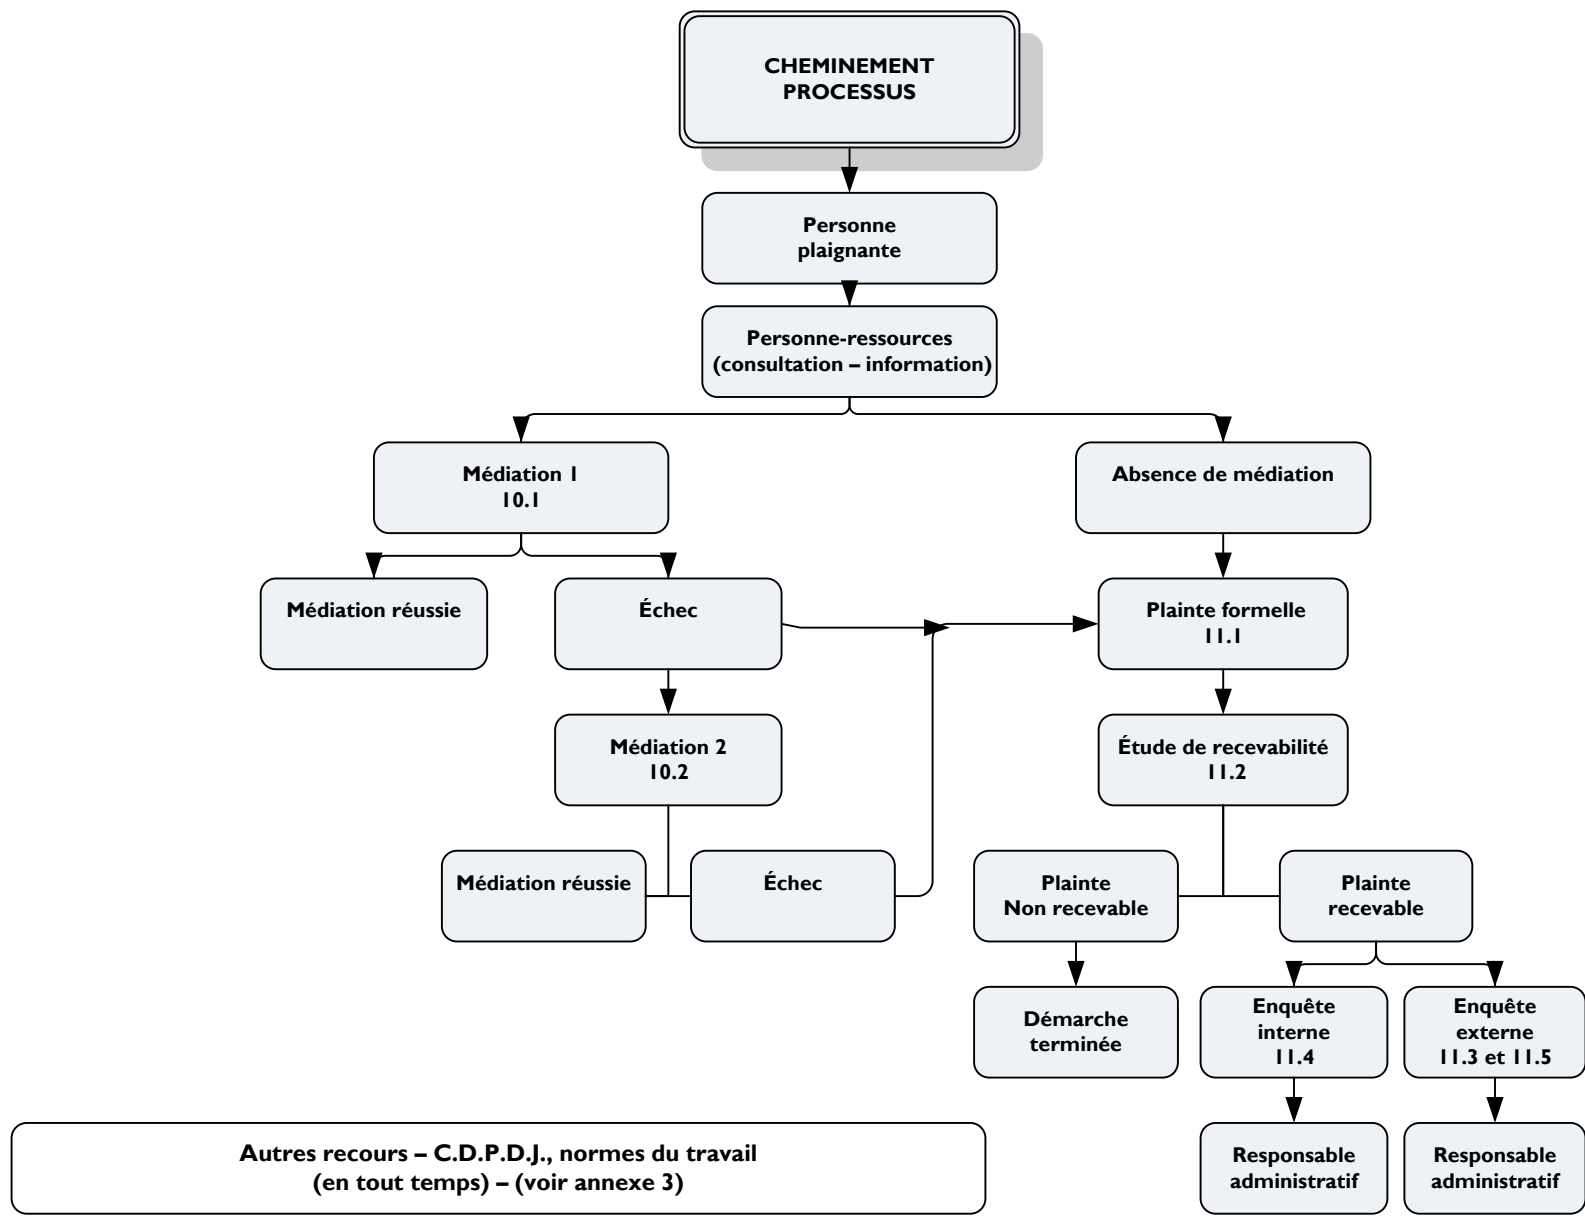 CHEMINEMENT
PROCESSUS
Personne
plaignante
Personne-ressources
(consultation – information)
Médiation 1
10.1
Absence de médiation
Médiation réussie
Échec
Plainte formelle
11.1
Médiation 2
10.2
Étude de recevabilité
11.2
Médiation réussie
Échec
Plainte
Non recevable
Plainte
recevable
Démarche
terminée
Enquête
interne
11.4
Enquête
externe
11.3 et 11.5
Autres recours – C.D.P.D.J., normes du travail
(en tout temps) – (voir annexe 3)
Responsable
administratif
Responsable
administratif